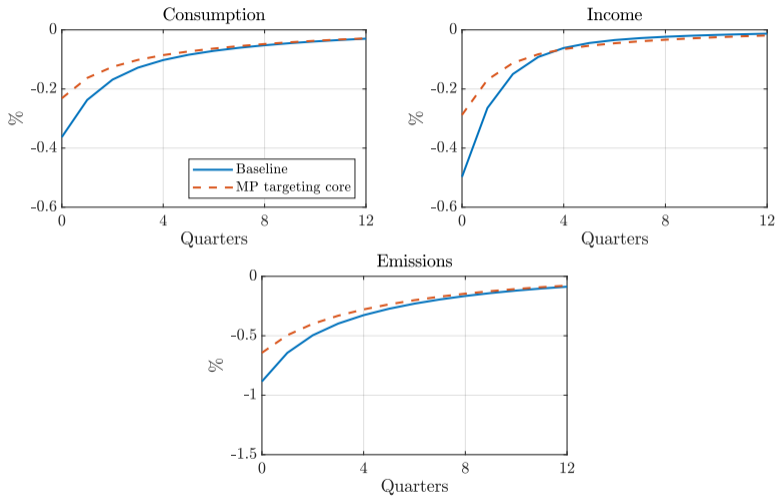 Consumption
0
-0.2
-0.4
-0.6
%
Baseline
MP targeting core
0 4 8 12
Quarters
Income
0
-0.2
-0.4
-0.6
%
0 4 8 12
Quarters
Emissions
0
-0.5
-1
-1.5
%
0 4 8 12
Quarters